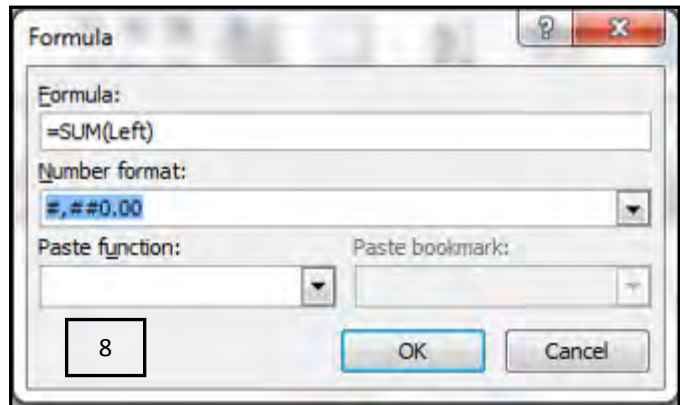 Formula
Formula:
=SUM(Left)
Number format:
#,##0.00
Paste function: Paste bookmark:
8 OK Cancel